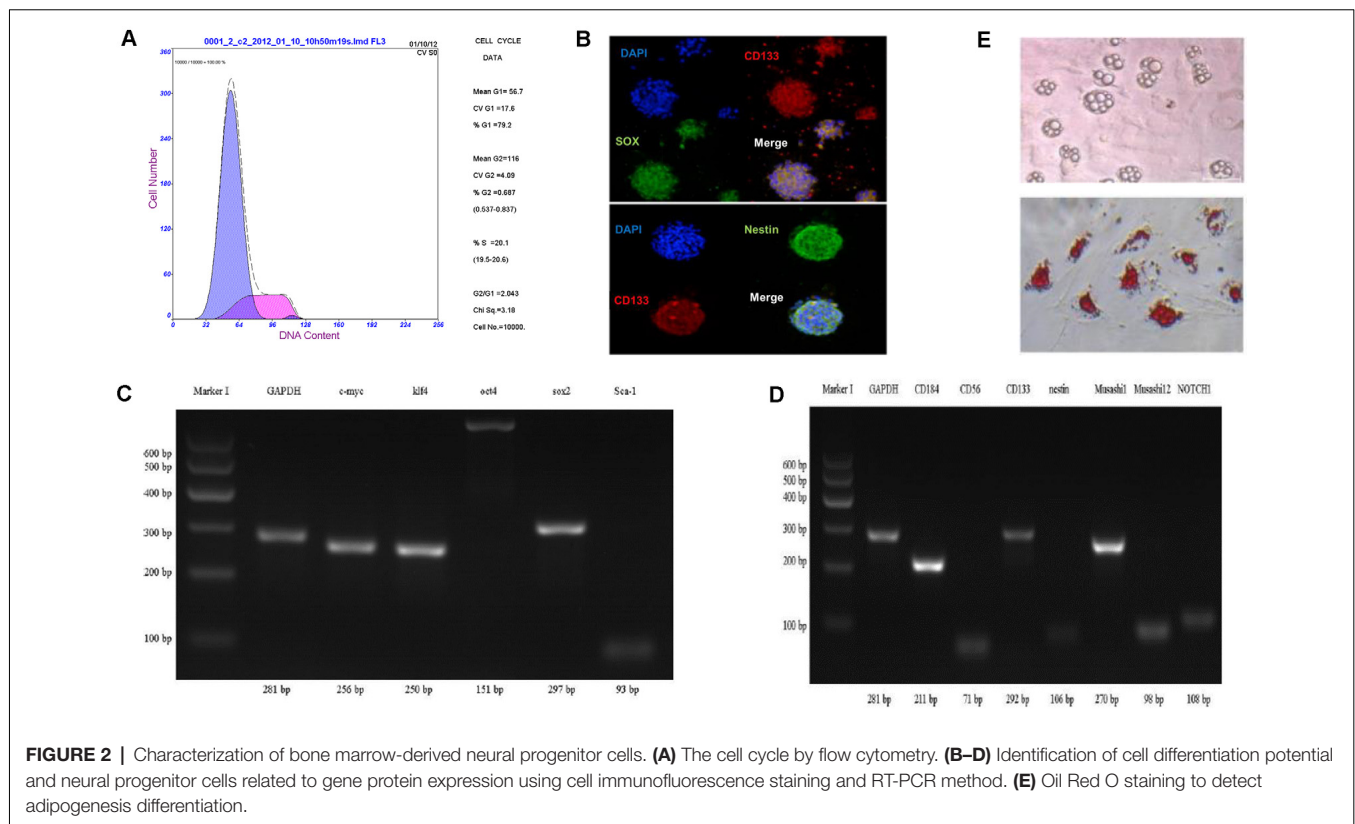 A
0001_2_c2_2012_01_10_10h50m19s.lmd FL3
01/10/12
CV S0
10000 / 10000 = 100.00 %
360
300
240
180
120
60
0
Cell Number
0 32 64 96 128 160 192 224 256
DNA Content
CELL CYCLE
DATA
Mean G1= 56.7
CV G1 =17.6
% G1 =79.2
Mean G2=116
CV G2 =4.09
% G2 =0.687
(0.537-0.837)
% S =20.1
(19.5-20.6)
G2/G1 =2.043
Chi Sq.=3.18
Cell No.=10000.
B
DAPI CD133
SOX Merge
DAPI Nestin
CD133 Merge
E
C
Marker I GAPDH c-myc klf4 oct4 sox2 Sca-1
600 bp
500 bp
400 bp
300 bp
200 bp
100 bp
281 bp 256 bp 250 bp 151 bp 297 bp 93 bp
D
Marker I GAPDH CD184 CD56 CD133 nestin Musashi1 Musashi12 NOTCH1
600 bp
500 bp
400 bp
300 bp
200 bp
100 bp
281 bp 211 bp 71 bp 292 bp 106 bp 270 bp 98 bp 108 bp
FIGURE 2 | Characterization of bone marrow-derived neural progenitor cells. (A) The cell cycle by flow cytometry. (B–D) Identification of cell differentiation potential
and neural progenitor cells related to gene protein expression using cell immunofluorescence staining and RT-PCR method. (E) Oil Red O staining to detect
adipogenesis differentiation.